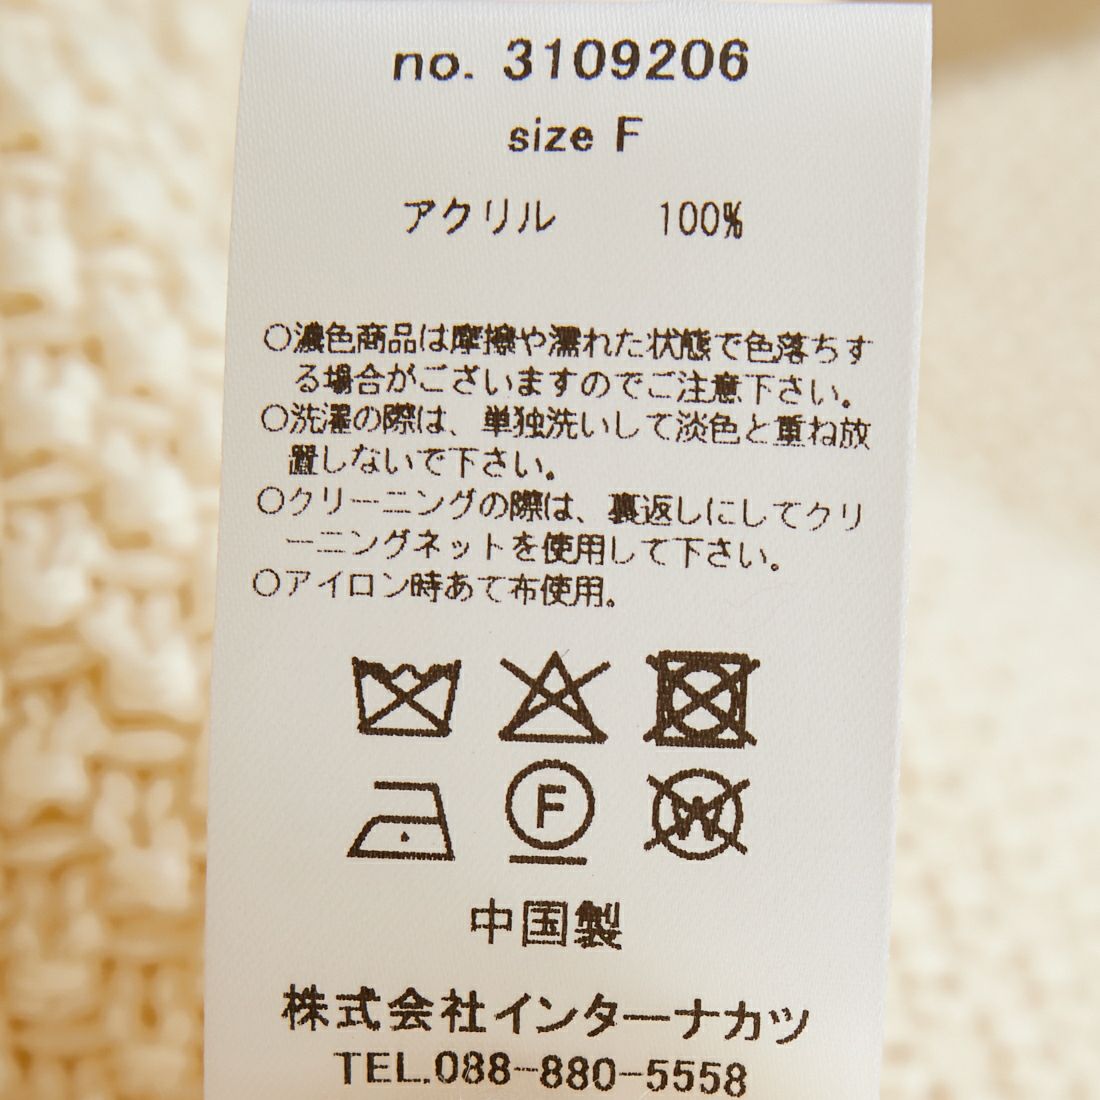 no. 3109206
size F
アクリル 100%
○濃色商品は摩擦や濡れた状態で色落ちす
る場合がございますのでご注意下さい。
○洗濯の際は、単独洗いして淡色と重ね放
置しないで下さい。
○クリーニングの際は、裏返しにしてクリ
ーニングネットを使用して下さい。
○アイロン時あて布使用。
F
W
中国製
株式会社インターナカツ
TEL.088-880-5558